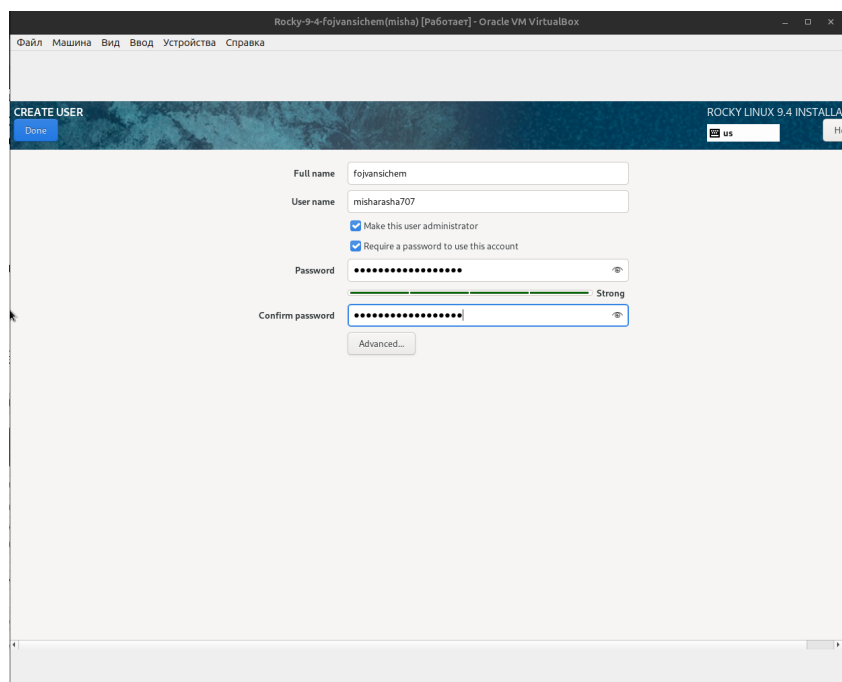 Rocky-9-4-fojvansichem(misha) [Работает] - Oracle VM VirtualBox
Файл Машина Вид Ввод Устройства Справка
CREATE USER
ROCKY LINUX 9.4 INSTALLA
Done
us
He
Full name
fojvansichem
User name
misharasha707
Make this user administrator
Require a password to use this account
Password
••••••••••••••••••
Strong
Confirm password
••••••••••••••••••
Advanced...